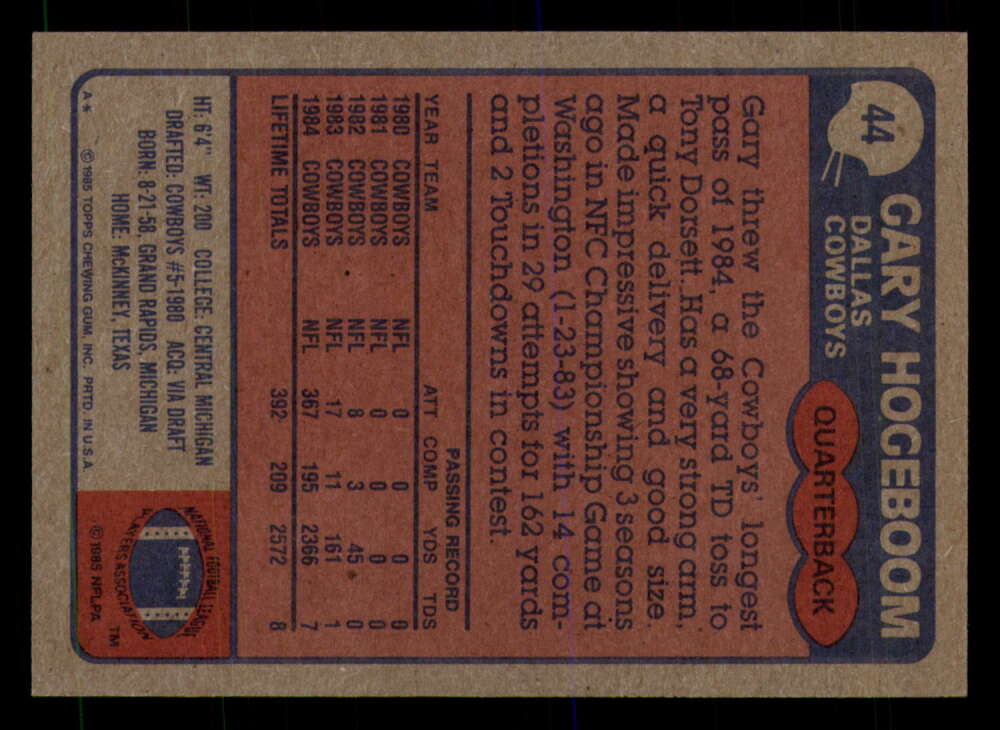 44
GARY HOGEBOOM
DALLAS
COWBOYS
QUARTERBACK
Gary threw the Cowboys' longest
pass of 1984, a 68-yard TD toss to
Tony Dorsett. Has a very strong arm,
a quick delivery and good size.
Made impressive showing 3 seasons
ago in NFC Championship Game at
Washington (1-23-83) with 14 com-
pletions in 29 attempts for 162 yards
and 2 Touchdowns in contest.
PASSING RECORD
YEAR TEAM ATT COMP YDS TDS
1980 COWBOYS NFL 0 0 0 0
1981 COWBOYS NFL 0 0 0 0
1982 COWBOYS NFL 8 3 45 0
1983 COWBOYS NFL 17 11 161 1
1984 COWBOYS NFL 367 195 2366 7
LIFETIME TOTALS 392 209 2572 8
HT: 6'4" WT: 200 COLLEGE: CENTRAL MICHIGAN
DRAFTED: COWBOYS #5-1980 ACQ: VIA DRAFT
BORN: 8-21-58, GRAND RAPIDS, MICHIGAN
HOME: McKINNEY, TEXAS
A* © 1985 TOPPS CHEWING GUM, INC. PRTD. IN U.S.A.
NATIONAL FOOTBALL LEAGUE
PLAYERS ASSOCIATION
TM
© 1985 NFLPA